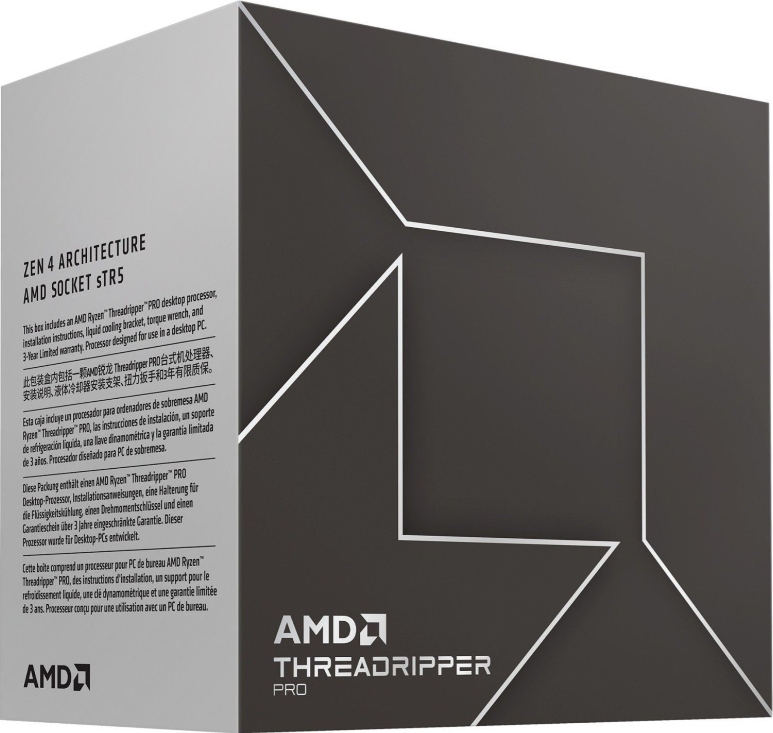 ZEN 4 ARCHITECTURE
AMD SOCKET sTR5
This box includes an AMD Ryzen™ Threadripper™ PRO desktop processor,
installation instructions, liquid cooling bracket, torque wrench, and
3-Year Limited warranty. Processor designed for use in a desktop PC.
此包装盒内包括一颗AMD锐龙 Threadripper PRO台式机处理器、
安装说明、液体冷却器安装支架、扭力扳手和3年有限质保。
Esta caja incluye un procesador para ordenadores de sobremesa AMD
Ryzen™ Threadripper™ PRO, las instrucciones de instalación, un soporte
de refrigeración líquida, una llave dinamométrica y la garantía limitada
de 3 años. Procesador diseñado para PC de sobremesa.
Diese Packung enthält einen AMD Ryzen™ Threadripper™ PRO
Desktop-Prozessor, Installationsanweisungen, eine Halterung für
die Flüssigkeitskühlung, einen Drehmomentschlüssel und einen
Garantieschein über 3 Jahre eingeschränkte Garantie. Dieser
Prozessor wurde für Desktop-PCs entwickelt.
Cette boîte comprend un processeur pour PC de bureau AMD Ryzen™
Threadripper™ PRO, des instructions d'installation, un support pour le
refroidissement liquide, une clé dynamométrique et une garantie limitée
de 3 ans. Processeur conçu pour une utilisation avec un PC de bureau.
AMD
AMD
THREADRIPPER
PRO